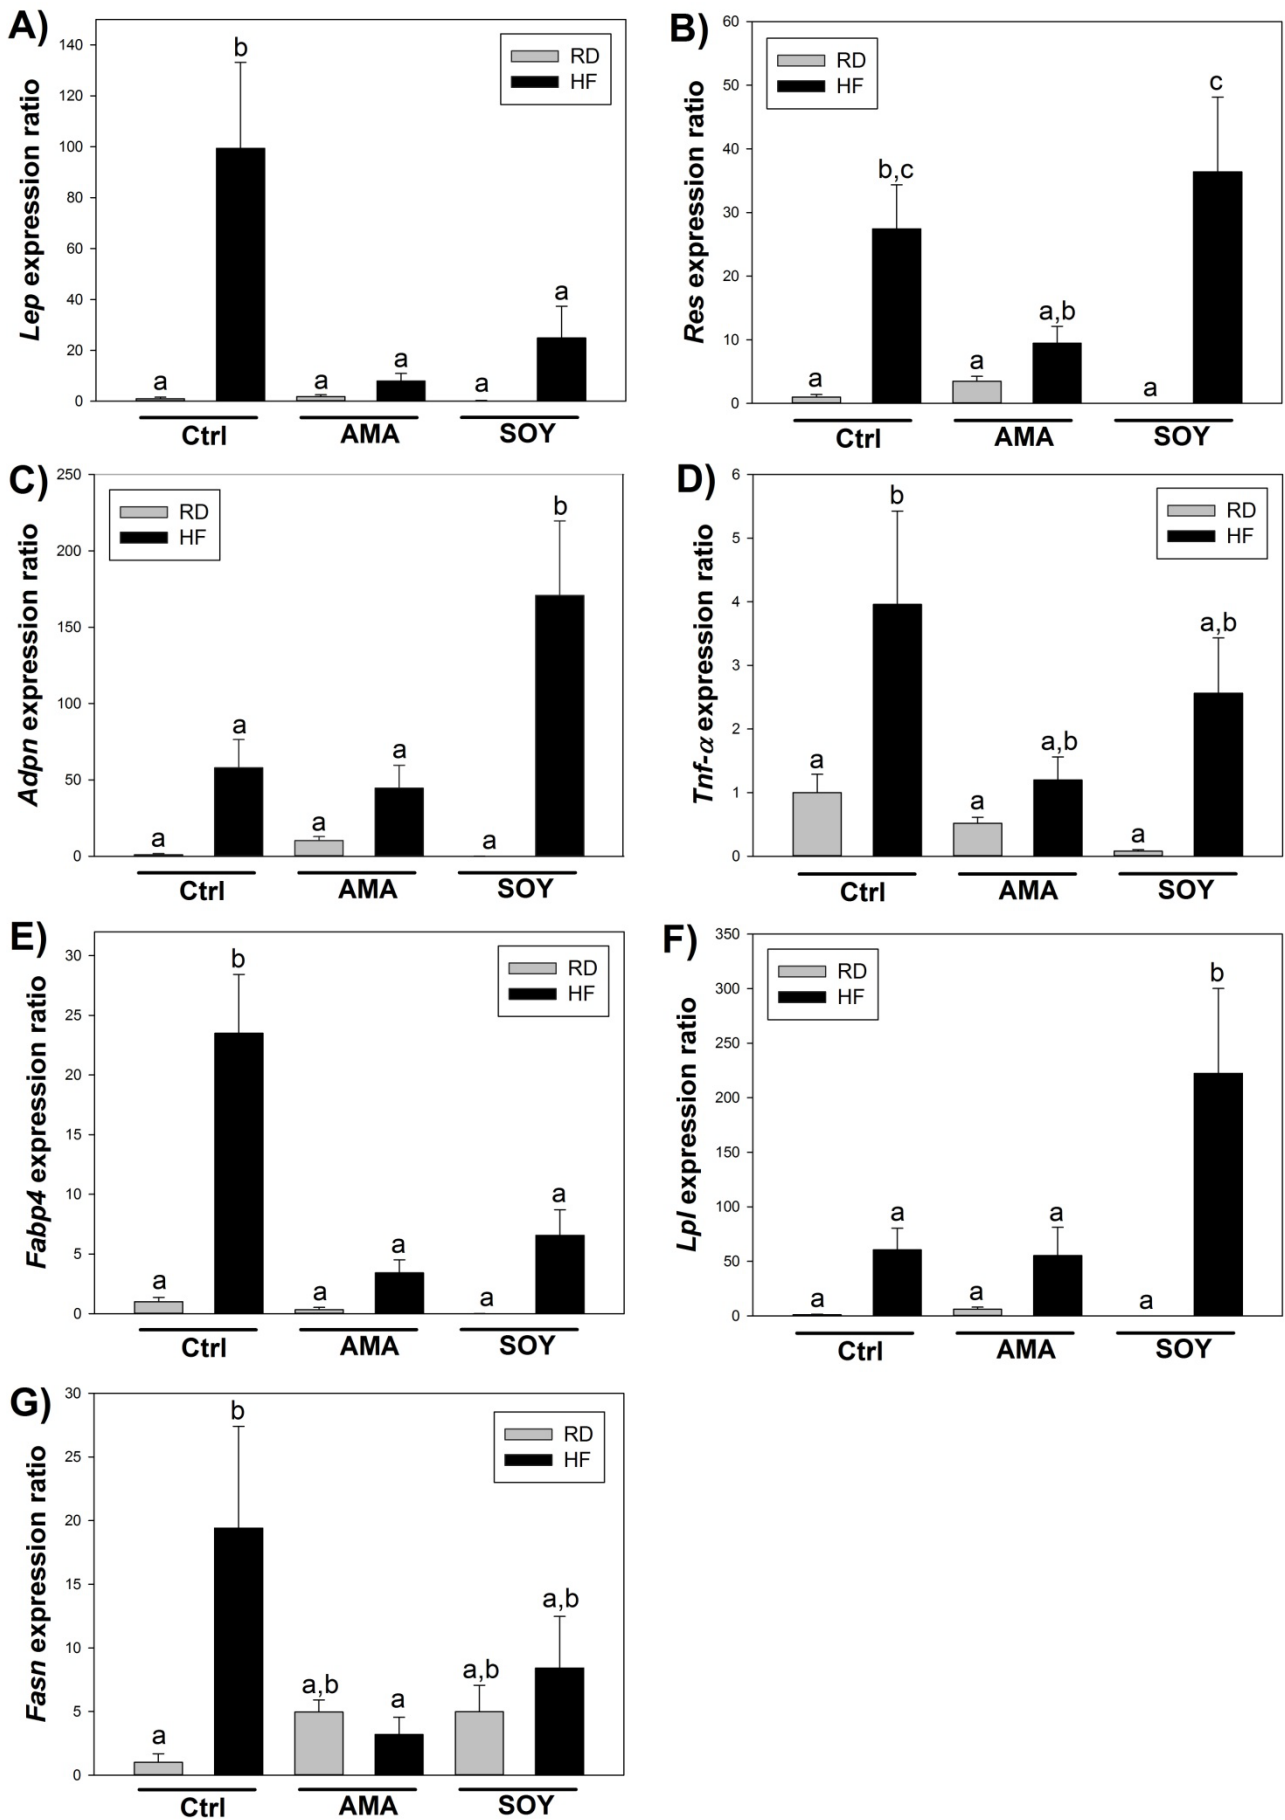 A)
Lep expression ratio
140
120
100
80
60
40
20
0
RD
HF
a
b
a
a
a
a
Ctrl
AMA
SOY
B)
Res expression ratio
60
50
40
30
20
10
0
RD
HF
a
b,c
a
a,b
a
c
Ctrl
AMA
SOY
C)
Adpn expression ratio
250
200
150
100
50
0
RD
HF
a
a
a
a
a
b
Ctrl
AMA
SOY
D)
Tnf-α expression ratio
6
5
4
3
2
1
0
RD
HF
a
b
a
a,b
a
a,b
Ctrl
AMA
SOY
E)
Fabp4 expression ratio
30
25
20
15
10
5
0
RD
HF
a
b
a
a
a
a
Ctrl
AMA
SOY
F)
Lpl expression ratio
350
300
250
200
150
100
50
0
RD
HF
a
a
a
a
a
b
Ctrl
AMA
SOY
G)
Fasn expression ratio
30
25
20
15
10
5
0
RD
HF
a
b
a,b
a
a,b
a,b
Ctrl
AMA
SOY